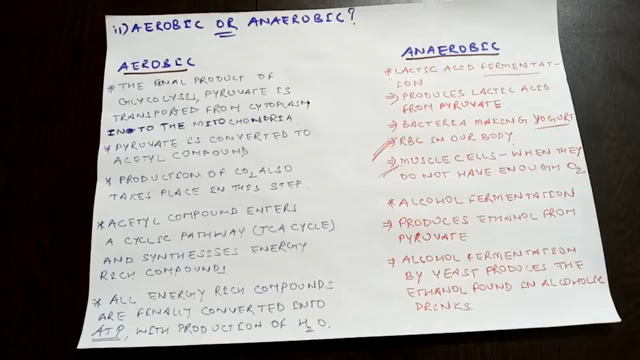 ii) AEROBIC OR ANAEROBIC?
AEROBIC
* THE FINAL PRODUCT OF
GLYCOLYSIS, PYRUVATE IS
TRANSPORTED FROM CYTOPLASM
INTO THE MITOCHONDRIA.
* PYRUVATE IS CONVERTED TO
ACETYL COMPOUND
* PRODUCTION OF CO2 ALSO
TAKES PLACE IN THIS STEP.
* ACETYL COMPOUND ENTERS
A CYCLIC PATHWAY (TCA CYCLE)
AND SYNTHESISES ENERGY
RICH COMPOUNDS
* ALL ENERGY RICH COMPOUNDS
ARE FINALLY CONVERTED INTO
ATP, WITH PRODUCTION OF H2O.
ANAEROBIC
* LACTIC ACID FERMENTAT-
ION
→ PRODUCES LACTIC ACID
FROM PYRUVATE
→ BACTERIA MAKING YOGURT
→ RBC IN OUR BODY
→ MUSCLE CELLS - WHEN THEY
DO NOT HAVE ENOUGH O2
* ALCOHOL FERMENTATION
→ PRODUCES ETHANOL FROM
PYRUVATE
→ ALCOHOL FERMENTATION
BY YEAST PRODUCES THE
ETHANOL FOUND IN ALCOHOLIC
DRINKS.